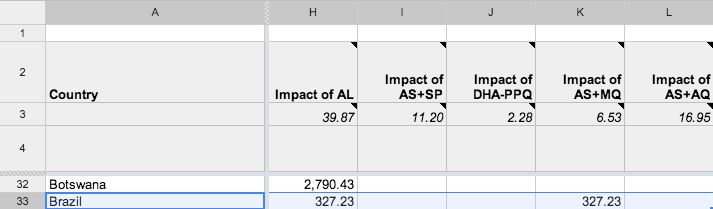 A H I J K L
1
2 Country Impact of AL Impact of AS+SP Impact of DHA-PPQ Impact of AS+MQ Impact of AS+AQ
3 39.87 11.20 2.28 6.53 16.95
4
32 Botswana 2,790.43
33 Brazil 327.23 327.23